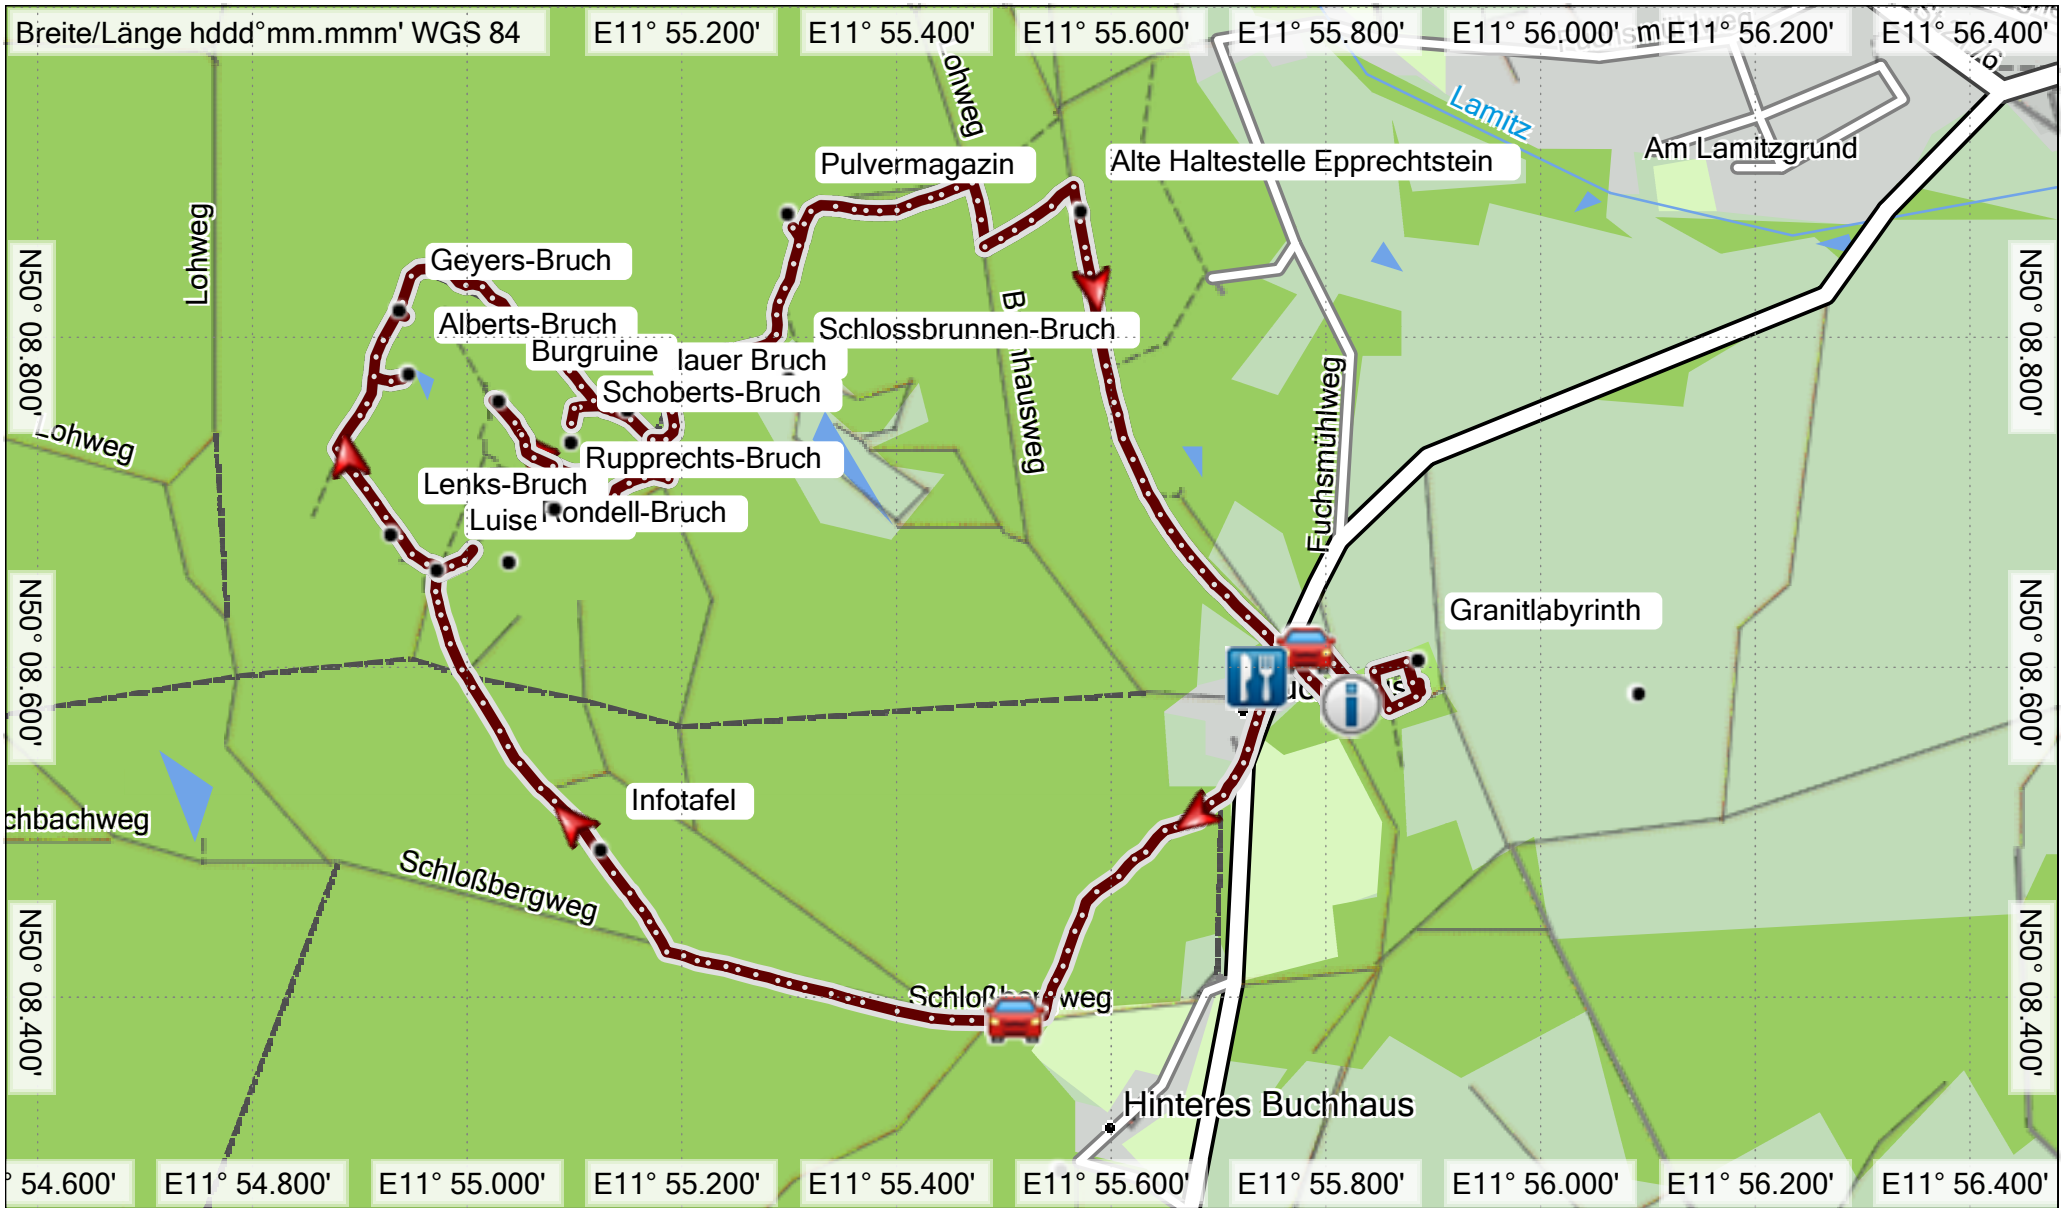 Breite/Länge hddd°mm.mmm' WGS 84
E11° 55.200'
E11° 55.400'
E11° 55.600'
E11° 55.800'
E11° 56.000'
E11° 56.200'
E11° 56.400'
Lohweg
Lamitz
Am Lamitzgrund
Pulvermagazin
Alte Haltestelle Epprechtstein
Lohweg
Geyers-Bruch
N50° 08.800'
N50° 08.800'
Alberts-Bruch
Schlossbrunnen-Bruch
Burgruine
lauer Bruch
Schoberts-Bruch
hausweg
Fuchsmühlweg
Lohweg
Rupprechts-Bruch
Lenks-Bruch
Luise
Rondell-Bruch
Granitlabyrinth
N50° 08.600'
N50° 08.600'
Infotafel
chbachweg
Schloßbergweg
N50° 08.400'
N50° 08.400'
Schloßbergweg
Hinteres Buchhaus
° 54.600'
E11° 54.800'
E11° 55.000'
E11° 55.200'
E11° 55.400'
E11° 55.600'
E11° 55.800'
E11° 56.000'
E11° 56.200'
E11° 56.400'